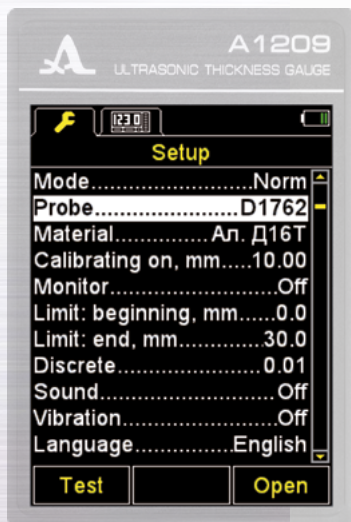 A1209
ULTRASONIC THICKNESS GAUGE
123.0
Setup
Mode........................Norm
Probe......................D1762
Material.............Ал. Д16Т
Calibrating on, mm.....10.00
Monitor.........................Off
Limit: beginning, mm......0.0
Limit: end, mm.............30.0
Discrete.....................0.01
Sound..........................Off
Vibration.......................Off
Language..............English
Test Open